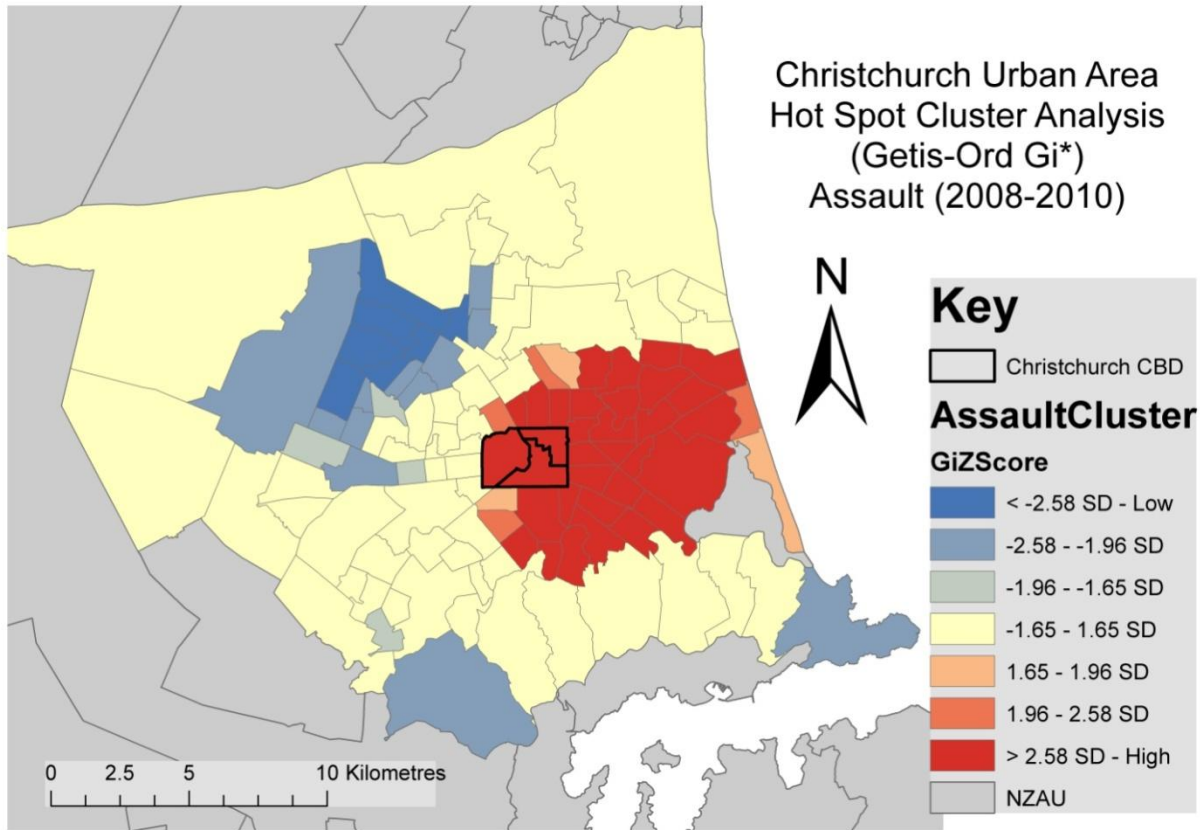 Christchurch Urban Area
Hot Spot Cluster Analysis
(Getis-Ord Gi*)
Assault (2008-2010)
N
Key
Christchurch CBD
AssaultCluster
GiZScore
< -2.58 SD - Low
-2.58 - -1.96 SD
-1.96 - -1.65 SD
-1.65 - 1.65 SD
1.65 - 1.96 SD
1.96 - 2.58 SD
> 2.58 SD - High
NZAU
0 2.5 5 10 Kilometres